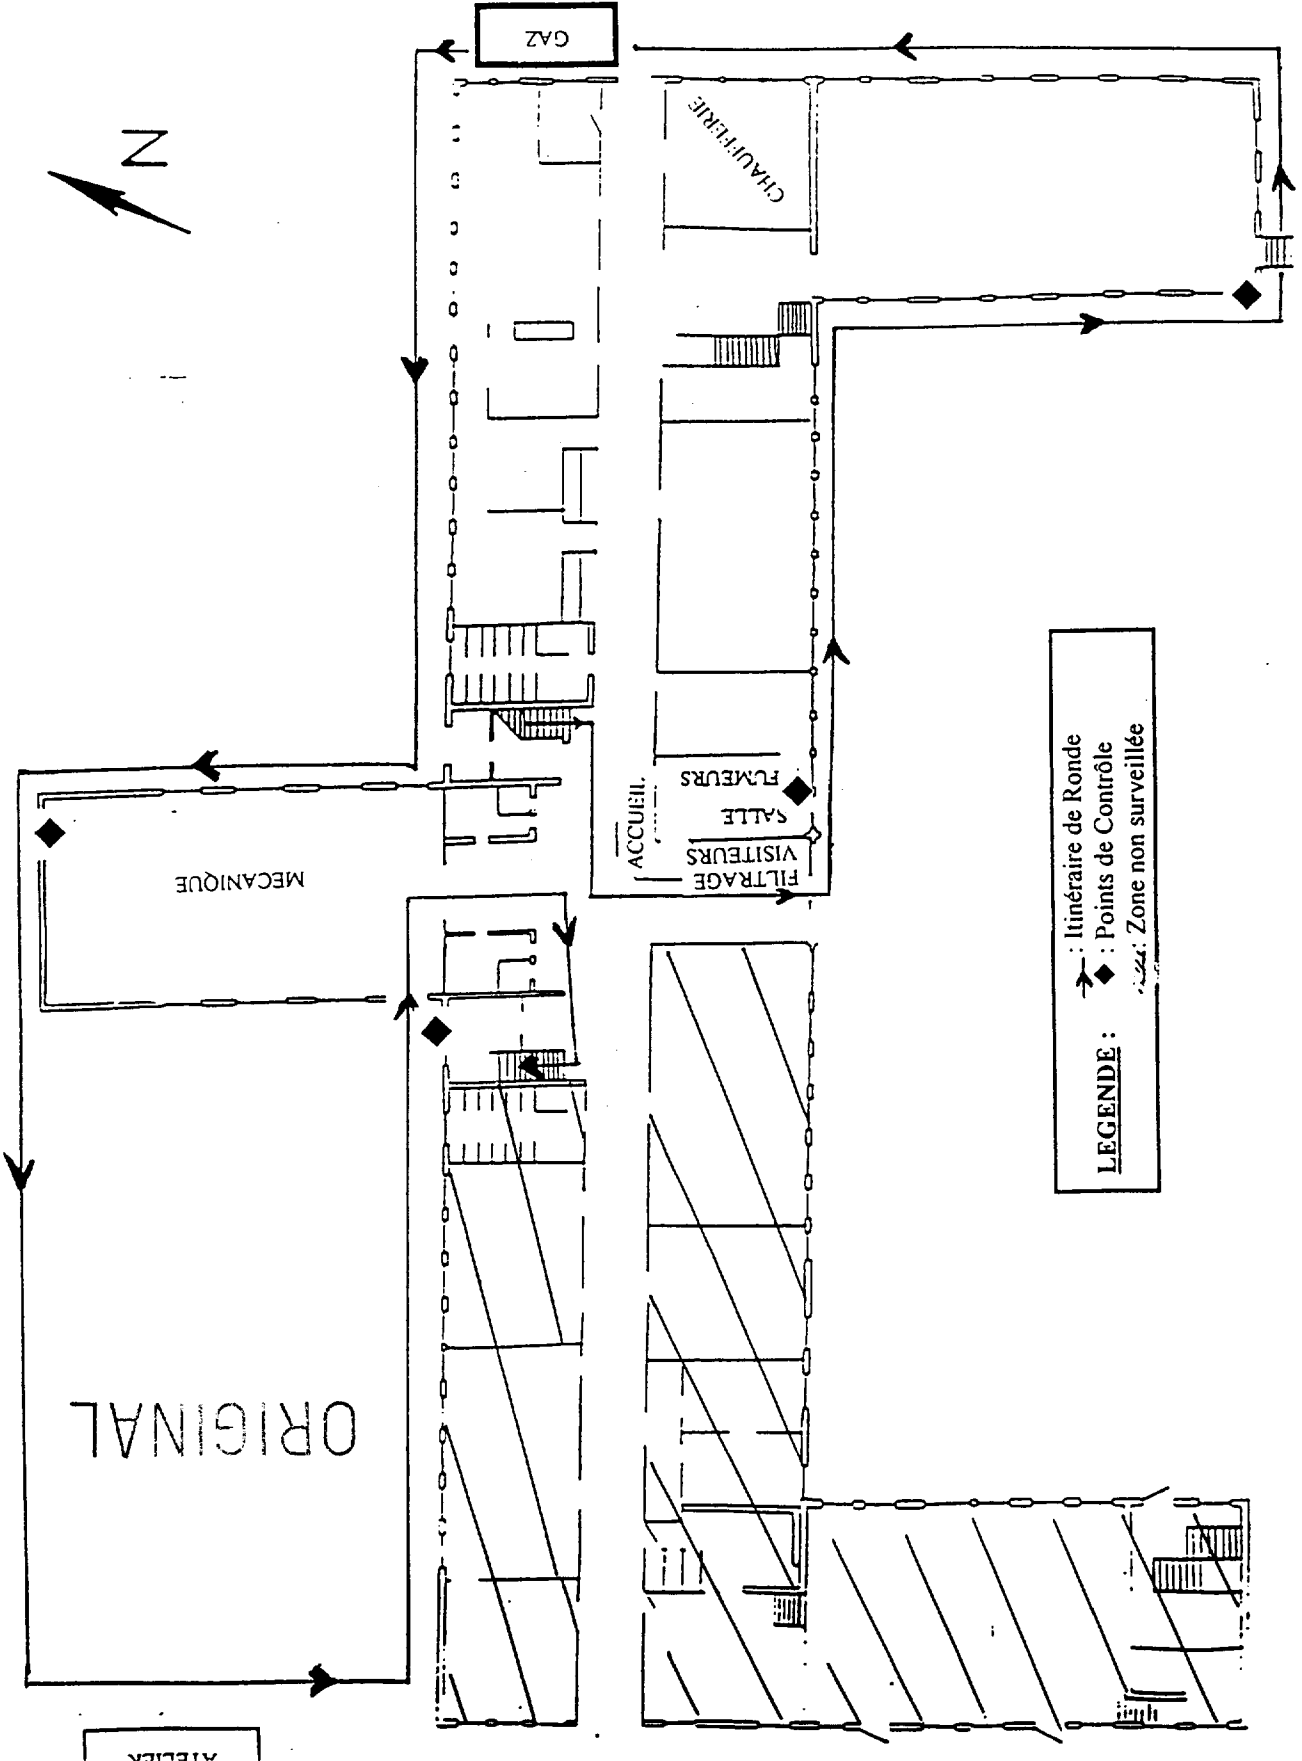 GAZ
N
CHAUFFERIE
ACCUEIL
SALLE FUMEURS
FILTRAGE VISITEURS
MECANIQUE
LEGENDE :
: Itinéraire de Ronde
: Points de Contrôle
: Zone non surveillée
ORIGINAL
ATELIER